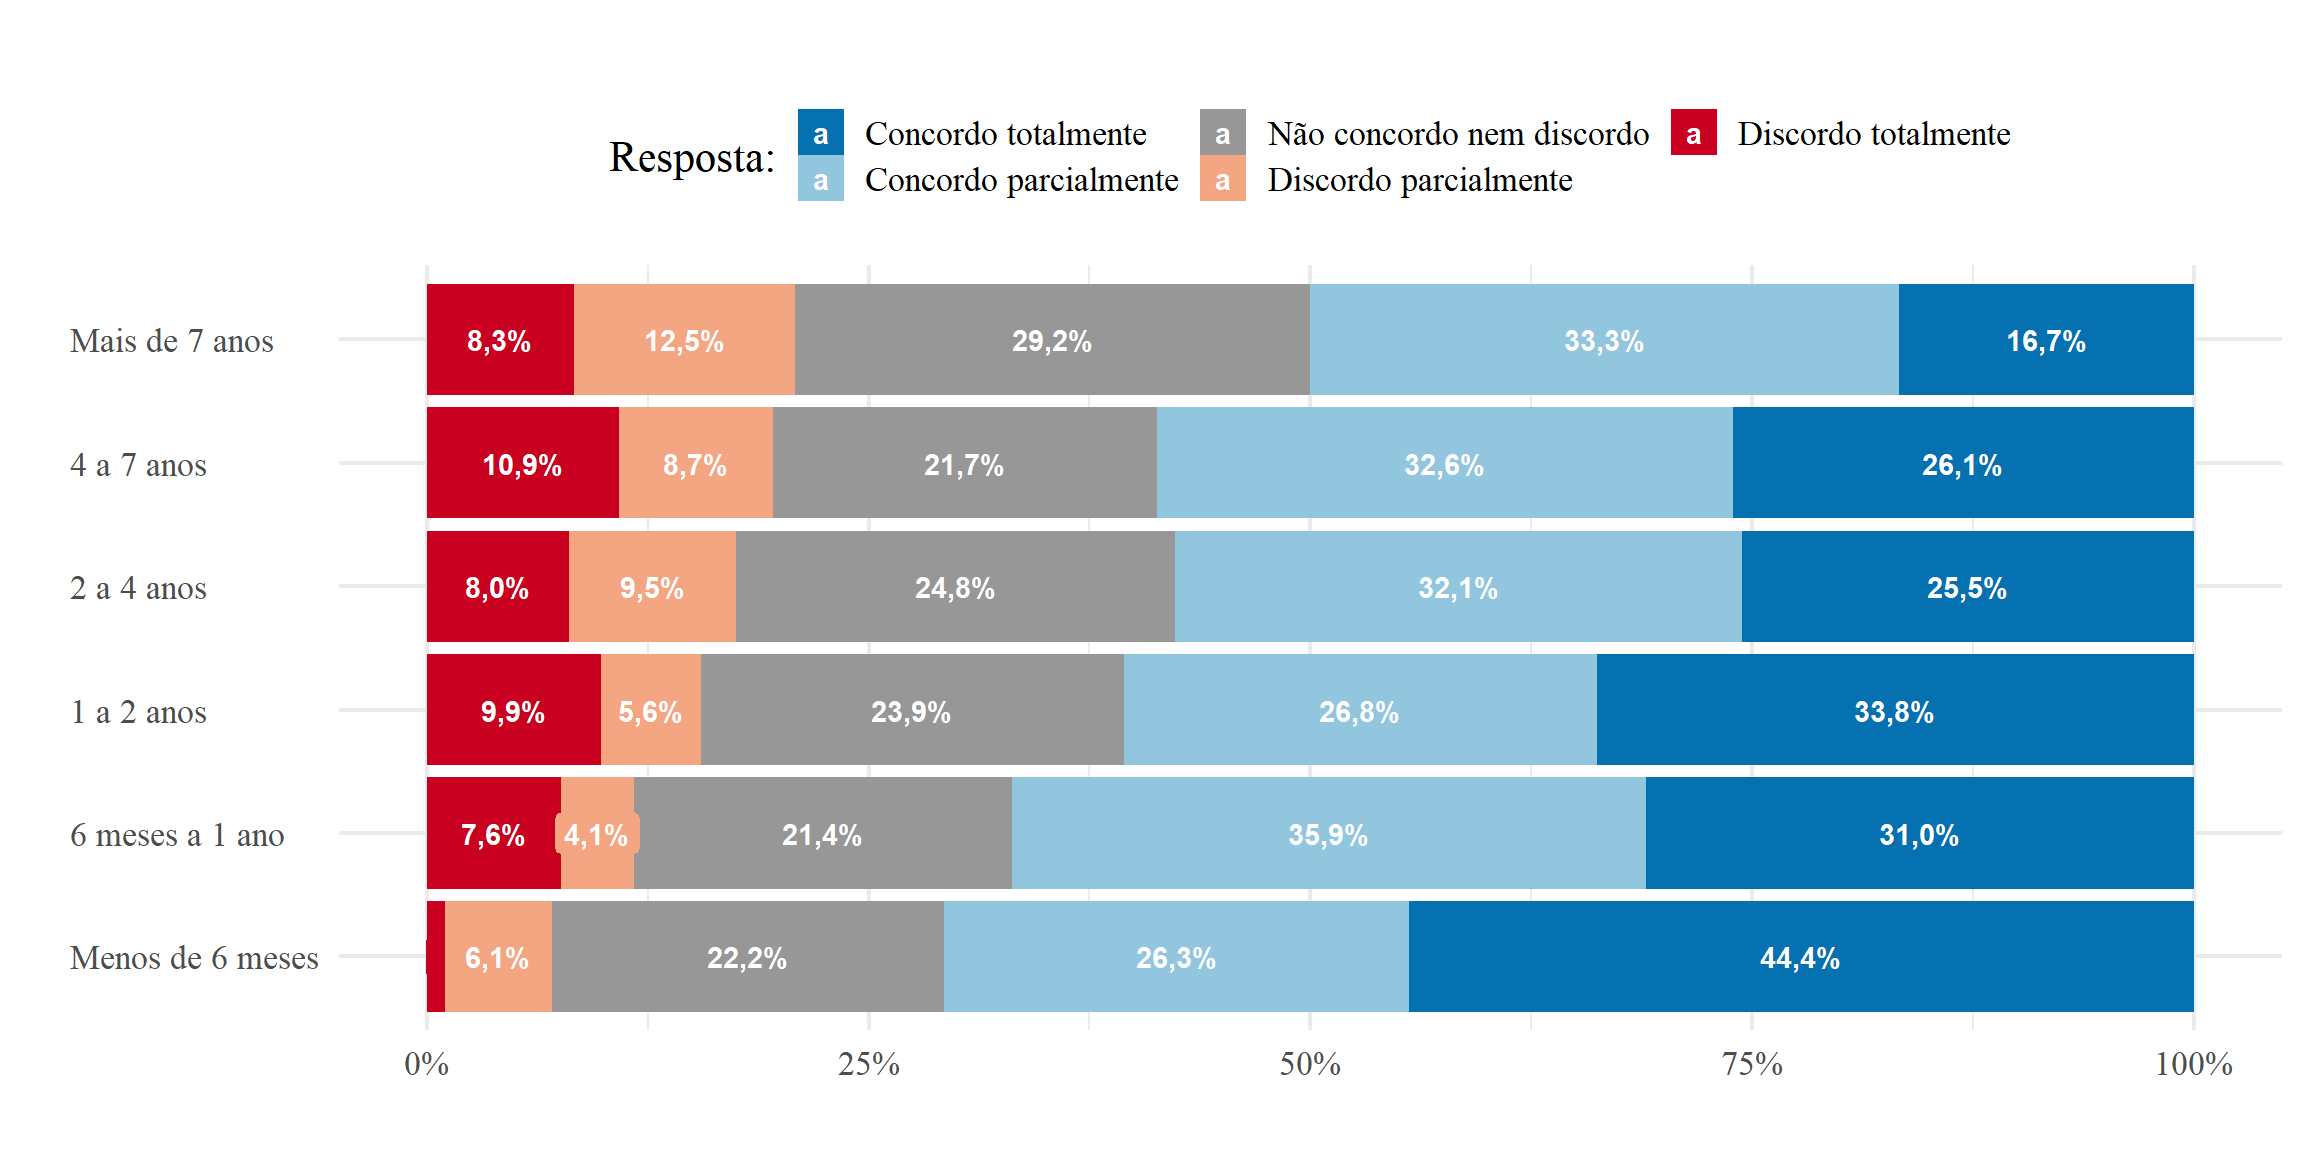 Resposta:
a Concordo totalmente
a Concordo parcialmente
a Não concordo nem discordo
a Discordo parcialmente
a Discordo totalmente
Mais de 7 anos 8,3% 12,5% 29,2% 33,3% 16,7%
4 a 7 anos 10,9% 8,7% 21,7% 32,6% 26,1%
2 a 4 anos 8,0% 9,5% 24,8% 32,1% 25,5%
1 a 2 anos 9,9% 5,6% 23,9% 26,8% 33,8%
6 meses a 1 ano 7,6% 4,1% 21,4% 35,9% 31,0%
Menos de 6 meses 6,1% 22,2% 26,3% 44,4%
0% 25% 50% 75% 100%